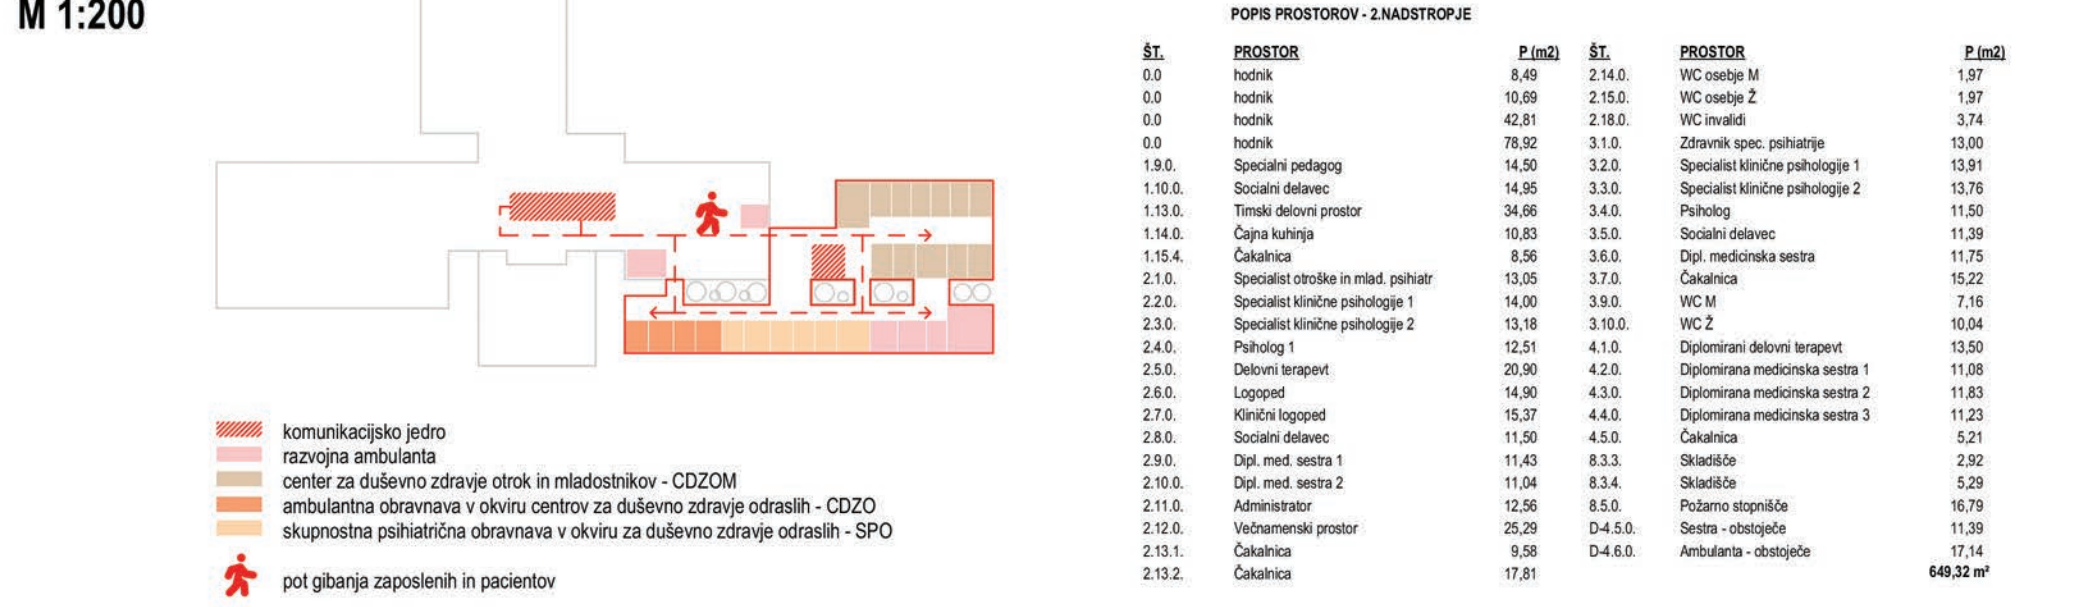 M 1:200
komunikacijsko jedro
razvojna ambulanta
center za duševno zdravje otrok in mladostnikov - CDZOM
ambulantna obravnava v okviru centrov za duševno zdravje odraslih - CDZO
skupnostna psihiatrična obravnava v okviru za duševno zdravje odraslih - SPO
pot gibanja zaposlenih in pacientov
POPIS PROSTOROV - 2.NADSTROPJE
ŠT. PROSTOR P (m2) ŠT. PROSTOR P (m2)
0.0 hodnik 8,49 2.14.0. WC osebje M 1,97
0.0 hodnik 10,69 2.15.0. WC osebje Ž 1,97
0.0 hodnik 42,81 2.18.0. WC invalidi 3,74
0.0 hodnik 78,92 3.1.0. Zdravnik spec. psihiatrije 13,00
1.9.0. Specialni pedagog 14,50 3.2.0. Specialist klinične psihologije 1 13,91
1.10.0. Socialni delavec 14,95 3.3.0. Specialist klinične psihologije 2 13,76
1.13.0. Timski delovni prostor 34,66 3.4.0. Psiholog 11,50
1.14.0. Čajna kuhinja 10,83 3.5.0. Socialni delavec 11,39
1.15.4. Čakalnica 8,56 3.6.0. Dipl. medicinska sestra 11,75
2.1.0. Specialist otroške in mlad. psihiatr 13,05 3.7.0. Čakalnica 15,22
2.2.0. Specialist klinične psihologije 1 14,00 3.9.0. WC M 7,16
2.3.0. Specialist klinične psihologije 2 13,18 3.10.0. WC Ž 10,04
2.4.0. Psiholog 1 12,51 4.1.0. Diplomirani delovni terapevt 13,50
2.5.0. Delovni terapevt 20,90 4.2.0. Diplomirana medicinska sestra 1 11,08
2.6.0. Logoped 14,90 4.3.0. Diplomirana medicinska sestra 2 11,83
2.7.0. Klinični logoped 15,37 4.4.0. Diplomirana medicinska sestra 3 11,23
2.8.0. Socialni delavec 11,50 4.5.0. Čakalnica 5,21
2.9.0. Dipl. med. sestra 1 11,43 8.3.3. Skladišče 2,92
2.10.0. Dipl. med. sestra 2 11,04 8.3.4. Skladišče 5,29
2.11.0. Administrator 12,56 8.5.0. Požarno stopnišče 16,79
2.12.0. Večnamenski prostor 25,29 D-4.5.0. Sestra - obstoječe 11,39
2.13.1. Čakalnica 9,58 D-4.6.0. Ambulanta - obstoječe 17,14
2.13.2. Čakalnica 17,81 649,32 m²